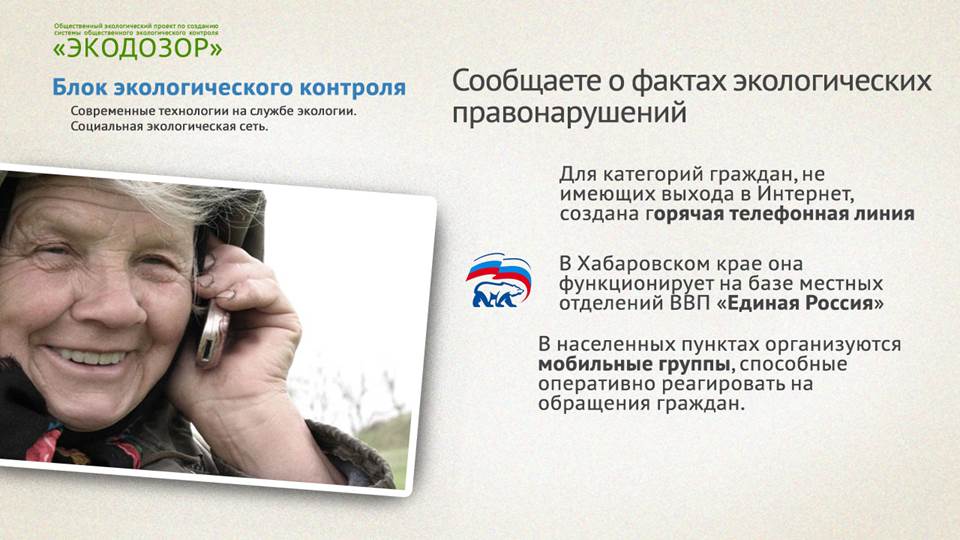 Общественный экологический проект по созданию
системы общественного экологического контроля
«ЭКОДОЗОР»
Блок экологического контроля
Современные технологии на службе экологии.
Социальная экологическая сеть.
Сообщаете о фактах экологических
правонарушений
Для категорий граждан, не
имеющих выхода в Интернет,
создана горячая телефонная линия
В Хабаровском крае она
функционирует на базе местных
отделений ВВП «Единая Россия»
В населенных пунктах организуются
мобильные группы, способные
оперативно реагировать на
обращения граждан.